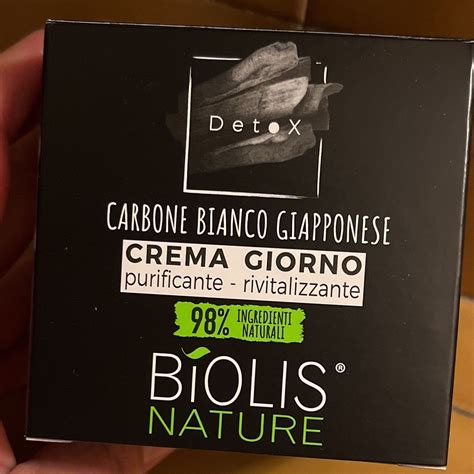 Detox
CARBONE BIANCO GIAPPONESE
CREMA GIORNO
purificante - rivitalizzante
98% INGREDIENTI
NATURALI
BiOLIS®
NATURE